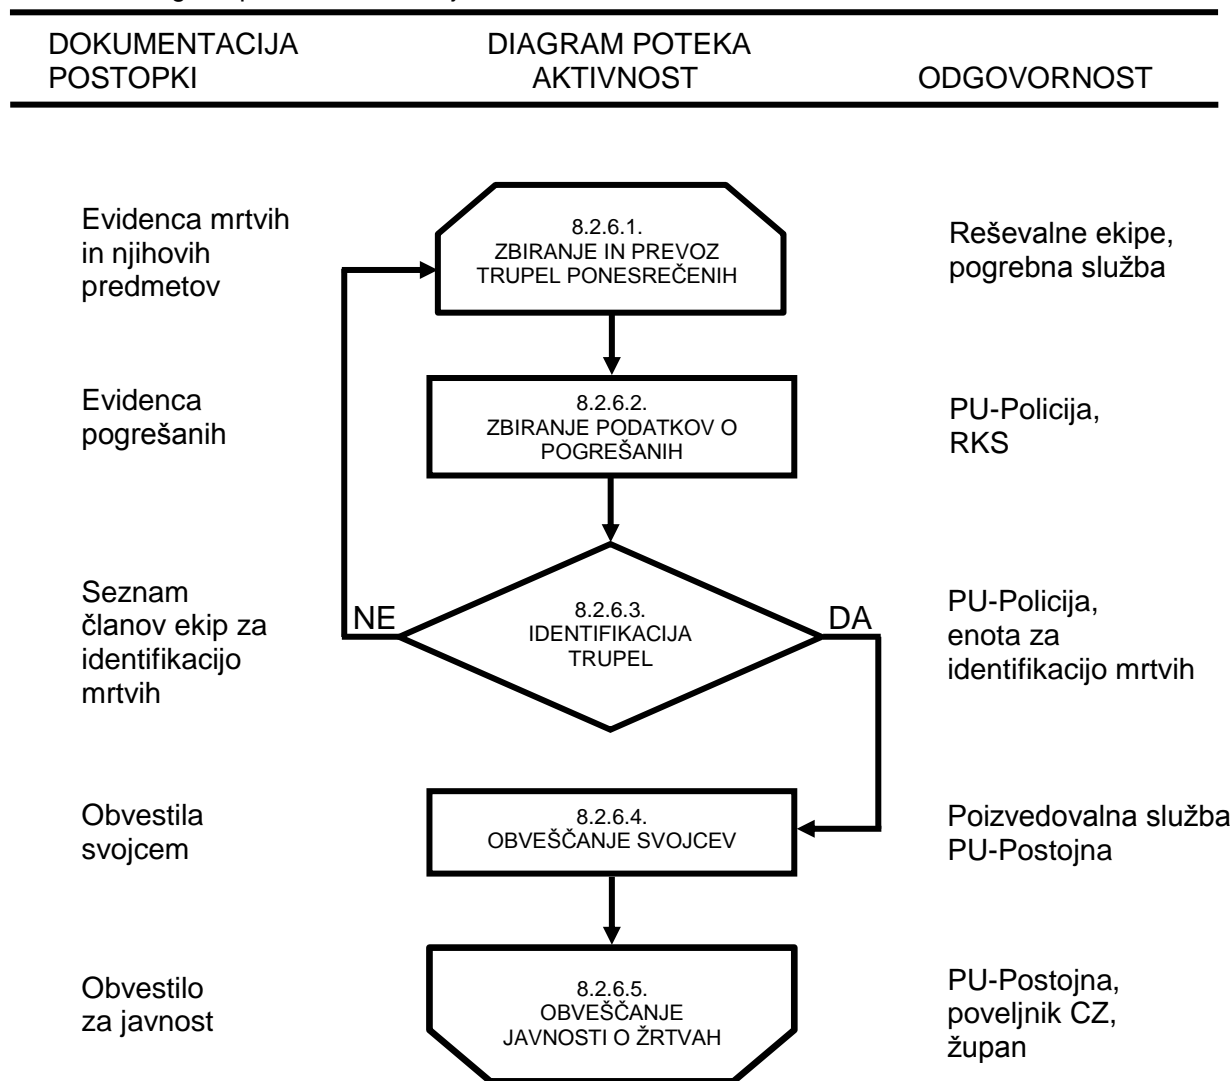 DOKUMENTACIJA
POSTOPKI
DIAGRAM POTEKA
AKTIVNOST
ODGOVORNOST
Evidenca mrtvih
in njihovih
predmetov
8.2.6.1.
ZBIRANJE IN PREVOZ
TRUPEL PONESREČENIH
Reševalne ekipe,
pogrebna služba
Evidenca
pogrešanih
8.2.6.2.
ZBIRANJE PODATKOV O
POGREŠANIH
PU-Policija,
RKS
Seznam
članov ekip za
identifikacijo
mrtvih
NE
8.2.6.3.
IDENTIFIKACIJA
TRUPEL
DA
PU-Policija,
enota za
identifikacijo mrtvih
Obvestila
svojcem
8.2.6.4.
OBVEŠČANJE SVOJCEV
Poizvedovalna služba
PU-Postojna
Obvestilo
za javnost
8.2.6.5.
OBVEŠČANJE
JAVNOSTI O ŽRTVAH
PU-Postojna,
poveljnik CZ,
župan